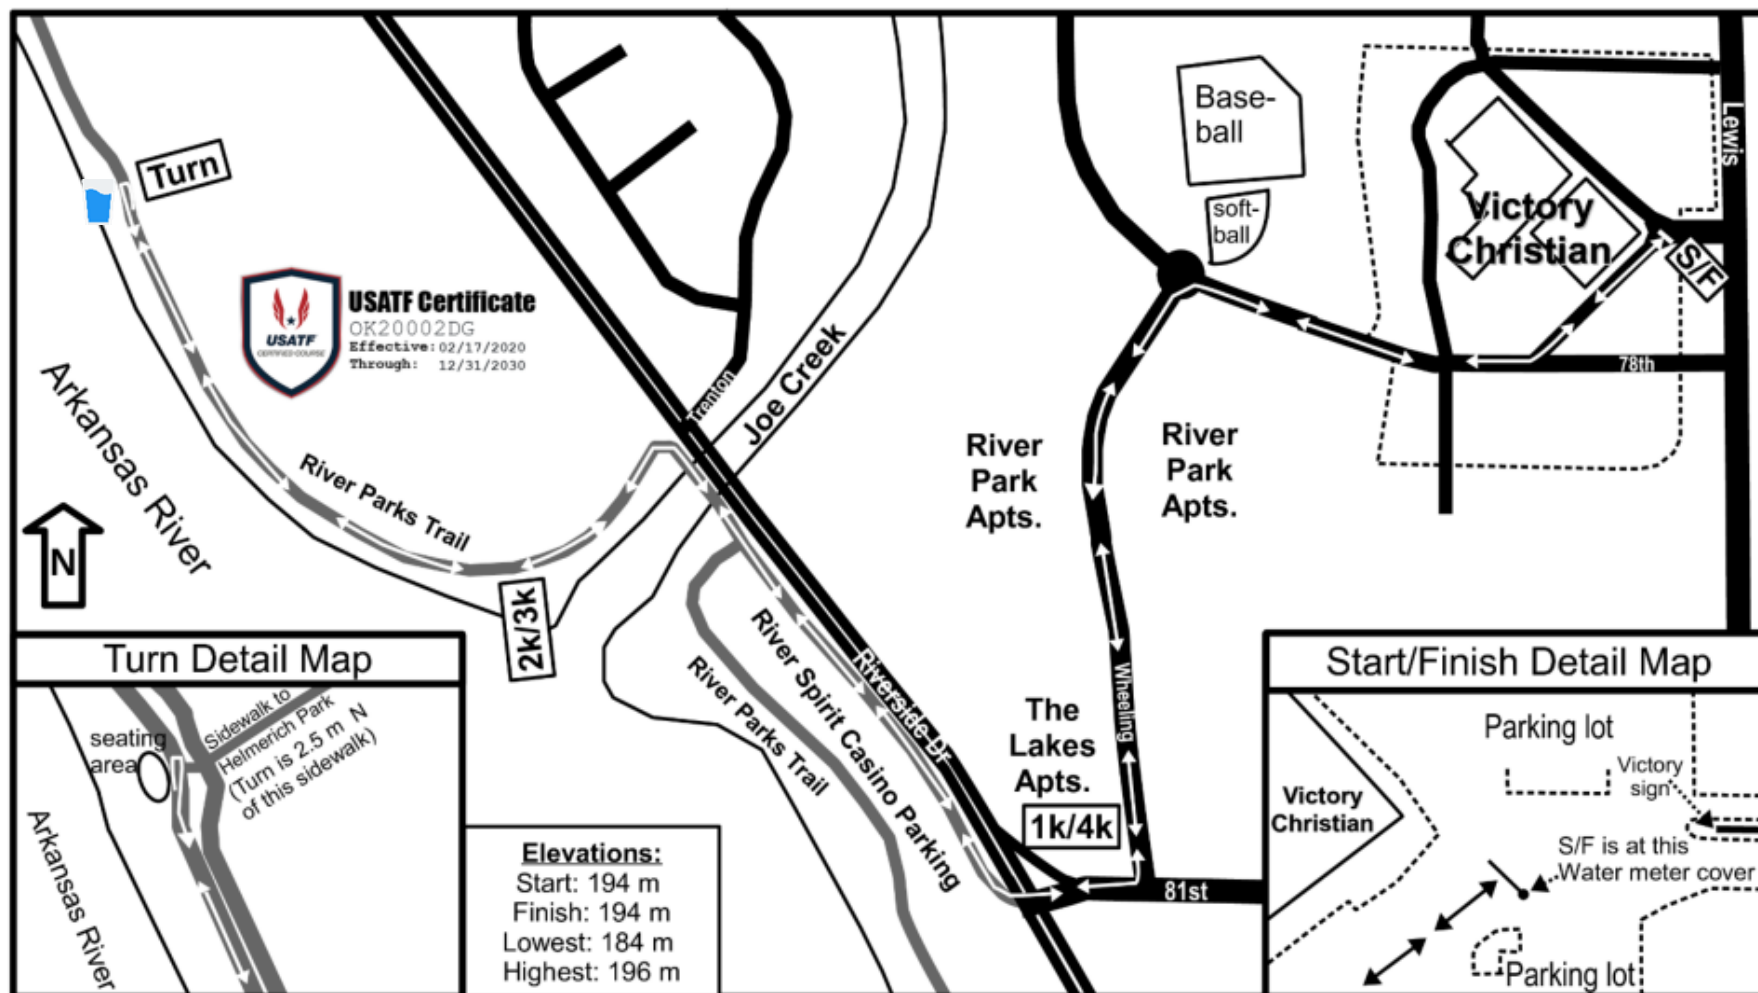 Turn
USATF Certificate
OK20002DG
Effective: 02/17/2020
Through: 12/31/2030
USATF
CERTIFIED COURSE
Arkansas River
N
River Parks Trail
2k/3k
Trenton
Joe Creek
River Spirit Casino Parking
River Parks Trail
Riverside Dr
Base-
ball
soft-
ball
Lewis
Victory
Christian
S/F
78th
River
Park
Apts.
River
Park
Apts.
Wheeling
The
Lakes
Apts.
1k/4k
81st
Turn Detail Map
seating
area
Sidewalk to
Helmerich Park
(Turn is 2.5 m N
of this sidewalk)
Arkansas River
Elevations:
Start: 194 m
Finish: 194 m
Lowest: 184 m
Highest: 196 m
Start/Finish Detail Map
Parking lot
Victory
sign
Victory
Christian
S/F is at this
Water meter cover
Parking lot